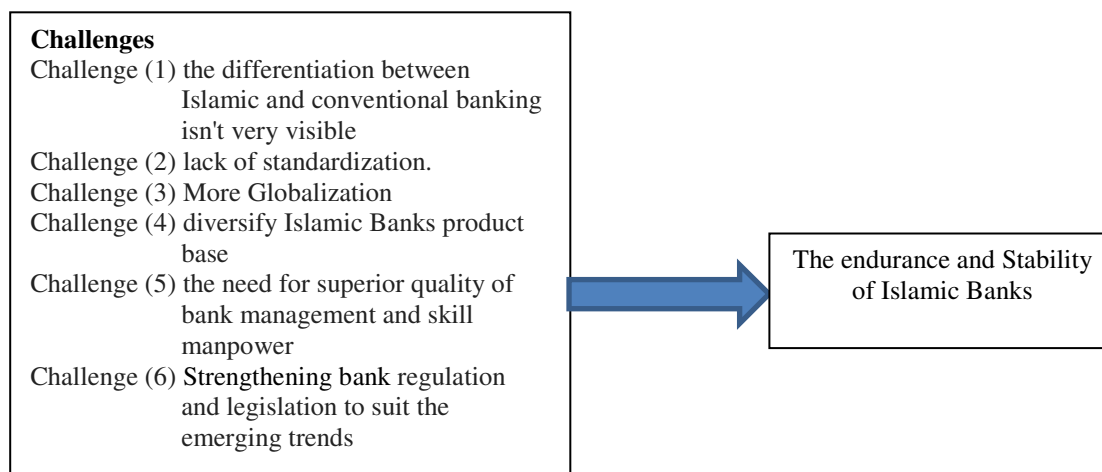 Challenges
Challenge (1) the differentiation between
Islamic and conventional banking
isn't very visible
Challenge (2) lack of standardization.
Challenge (3) More Globalization
Challenge (4) diversify Islamic Banks product
base
Challenge (5) the need for superior quality of
bank management and skill
manpower
Challenge (6) Strengthening bank regulation
and legislation to suit the
emerging trends
The endurance and Stability
of Islamic Banks